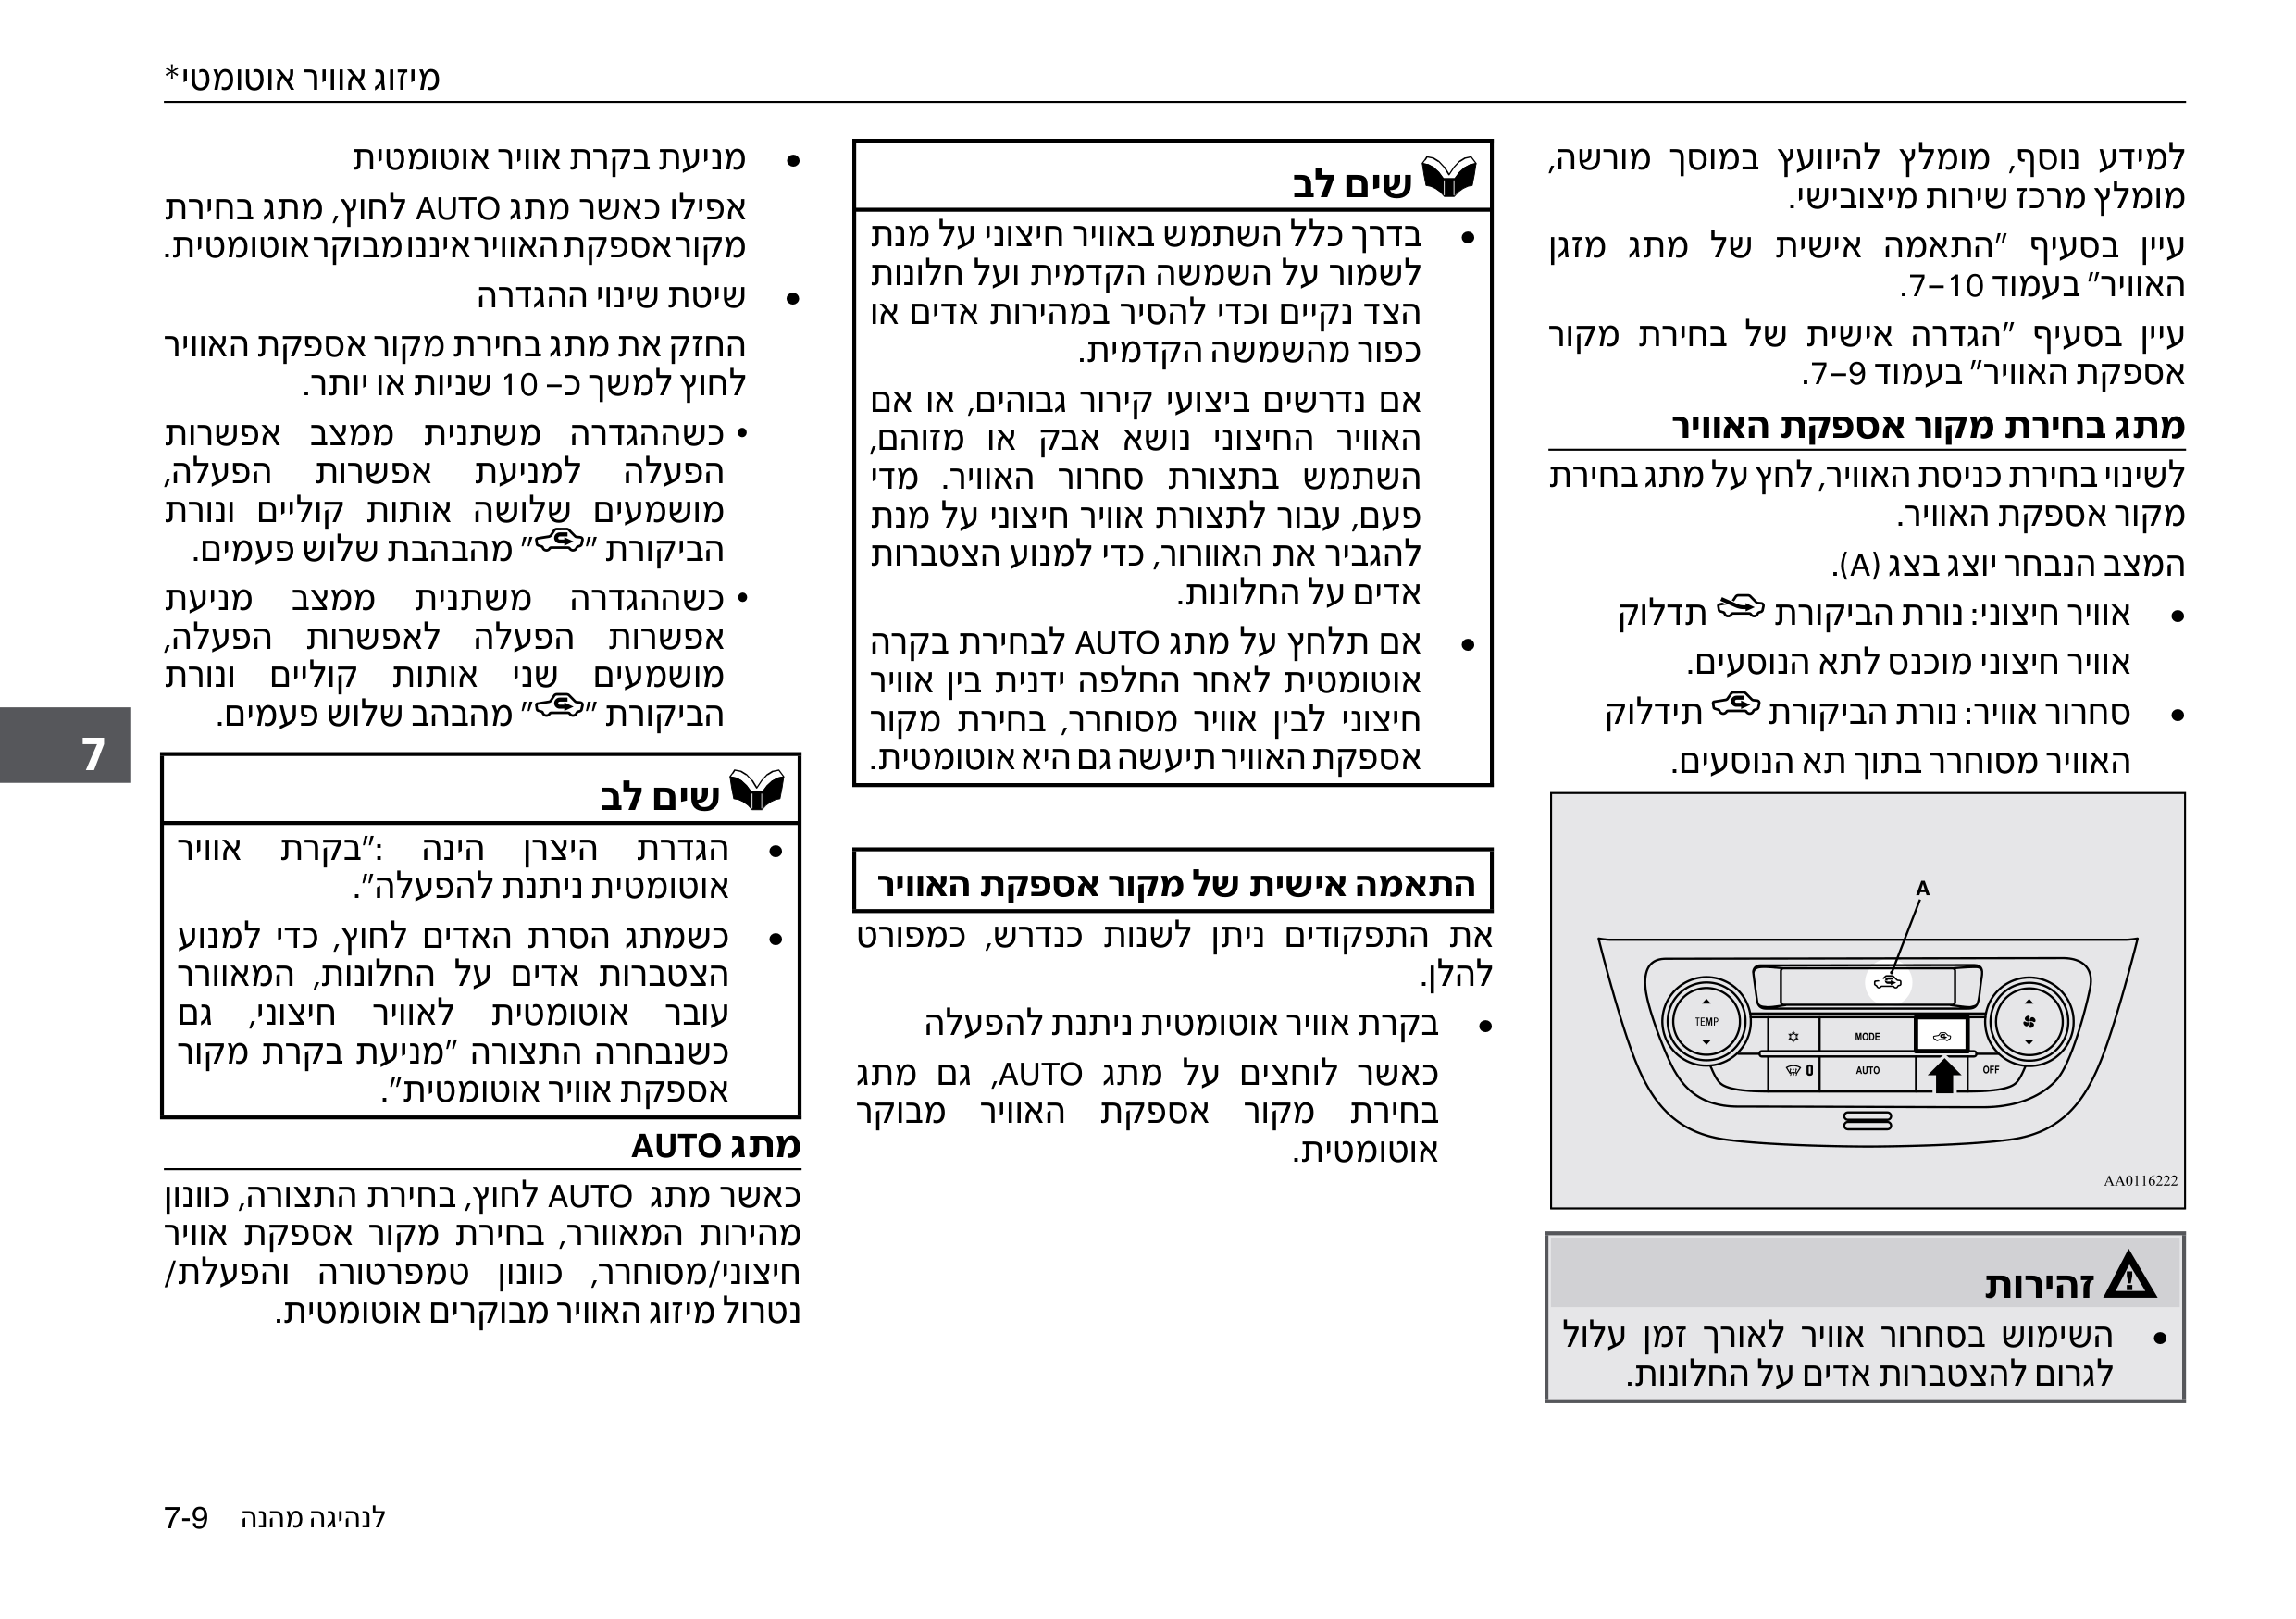 מיזוג אוויר אוטומטי*
למידע נוסף, מומלץ להיוועץ במוסך מורשה,
מומלץ מרכז שירות מיצובישי.
עיין בסעיף "התאמה אישית של מתג מזגן
האוויר" בעמוד 7–10.
עיין בסעיף "הגדרה אישית של בחירת מקור
אספקת האוויר" בעמוד 7–9.
מתג בחירת מקור אספקת האוויר
לשינוי בחירת כניסת האוויר, לחץ על מתג בחירת
מקור אספקת האוויר.
המצב הנבחר יוצג בצג (A).
• אוויר חיצוני: נורת הביקורת תדלוק
אוויר חיצוני מוכנס לתא הנוסעים.
• סחרור אוויר: נורת הביקורת תידלוק
האוויר מסוחרר בתוך תא הנוסעים.
A
TEMP
MODE
AUTO
OFF
AA0116222
זהירות
• השימוש בסחרור אוויר לאורך זמן עלול
לגרום להצטברות אדים על החלונות.
שים לב
• בדרך כלל השתמש באוויר חיצוני על מנת
לשמור על השמשה הקדמית ועל חלונות
הצד נקיים וכדי להסיר במהירות אדים או
כפור מהשמשה הקדמית.
אם נדרשים ביצועי קירור גבוהים, או אם
האוויר החיצוני נושא אבק או מזוהם,
השתמש בתצורת סחרור האוויר. מדי
פעם, עבור לתצורת אוויר חיצוני על מנת
להגביר את האוורור, כדי למנוע הצטברות
אדים על החלונות.
• אם תלחץ על מתג AUTO לבחירת בקרה
אוטומטית לאחר החלפה ידנית בין אוויר
חיצוני לבין אוויר מסוחרר, בחירת מקור
אספקת האוויר תיעשה גם היא אוטומטית.
התאמה אישית של מקור אספקת האוויר
את התפקודים ניתן לשנות כנדרש, כמפורט
להלן.
• בקרת אוויר אוטומטית ניתנת להפעלה
כאשר לוחצים על מתג AUTO, גם מתג
בחירת מקור אספקת האוויר מבוקר
אוטומטית.
• מניעת בקרת אוויר אוטומטית
אפילו כאשר מתג AUTO לחוץ, מתג בחירת
מקור אספקת האוויר איננו מבוקר אוטומטית.
• שיטת שינוי ההגדרה
החזק את מתג בחירת מקור אספקת האוויר
לחוץ למשך כ– 10 שניות או יותר.
• כשההגדרה משתנית ממצב אפשרות
הפעלה למניעת אפשרות הפעלה,
מושמעים שלושה אותות קוליים ונורת
הביקורת "" מהבהבת שלוש פעמים.
• כשההגדרה משתנית ממצב מניעת
אפשרות הפעלה לאפשרות הפעלה,
מושמעים שני אותות קוליים ונורת
הביקורת "" מהבהב שלוש פעמים.
שים לב
• הגדרת היצרן הינה :"בקרת אוויר
אוטומטית ניתנת להפעלה".
• כשמתג הסרת האדים לחוץ, כדי למנוע
הצטברות אדים על החלונות, המאוורר
עובר אוטומטית לאוויר חיצוני, גם
כשנבחרה התצורה "מניעת בקרת מקור
אספקת אוויר אוטומטית".
מתג AUTO
כאשר מתג AUTO לחוץ, בחירת התצורה, כוונון
מהירות המאוורר, בחירת מקור אספקת אוויר
חיצוני/מסוחרר, כוונון טמפרטורה והפעלת/
נטרול מיזוג האוויר מבוקרים אוטומטית.
7
לנהיגה מהנה 7-9